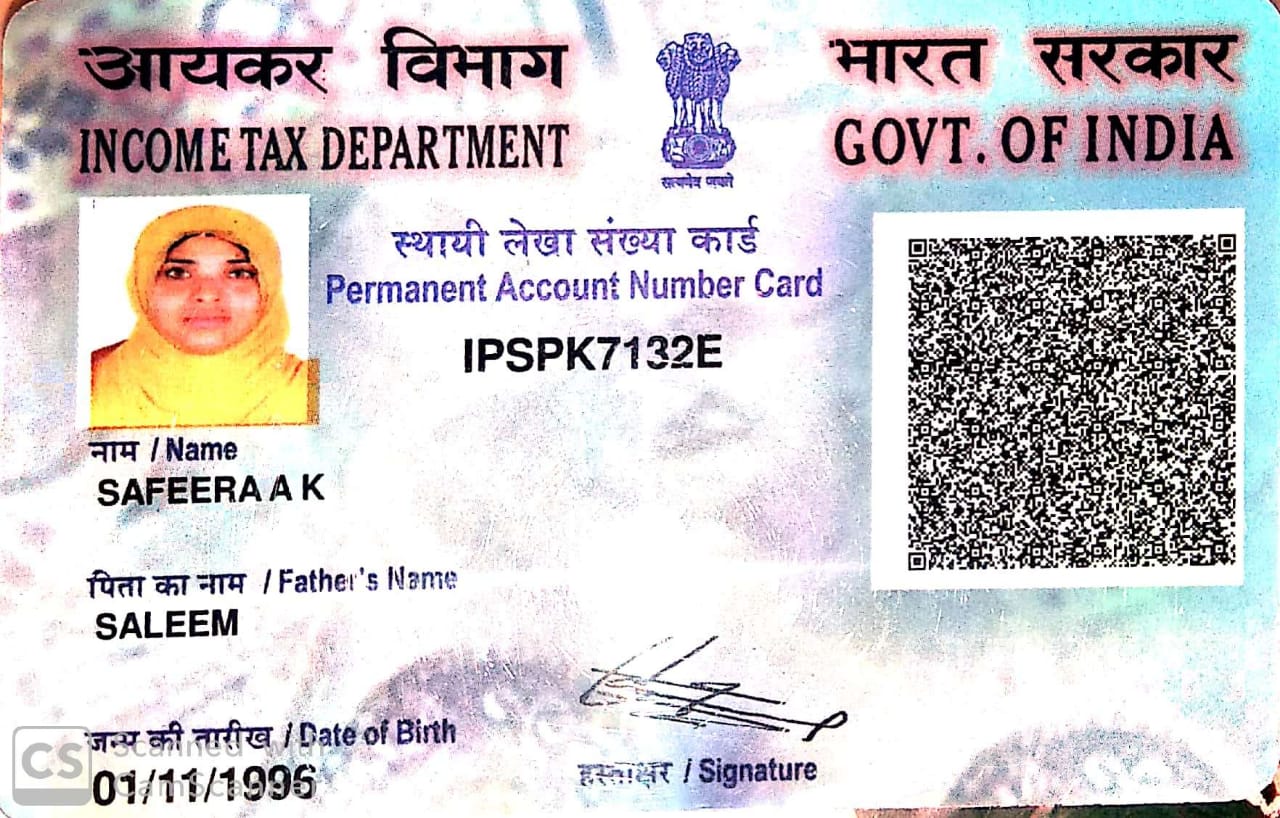 आयकर विभाग
INCOME TAX DEPARTMENT
भारत सरकार
GOVT. OF INDIA
सत्यमेव जयते
स्थायी लेखा संख्या कार्ड
Permanent Account Number Card
IPSPK7132E
नाम / Name
SAFEERA A K
पिता का नाम / Father's Name
SALEEM
जन्म की तारीख / Date of Birth
01/11/1996
हस्ताक्षर / Signature
CS Scanned with
CamScanner